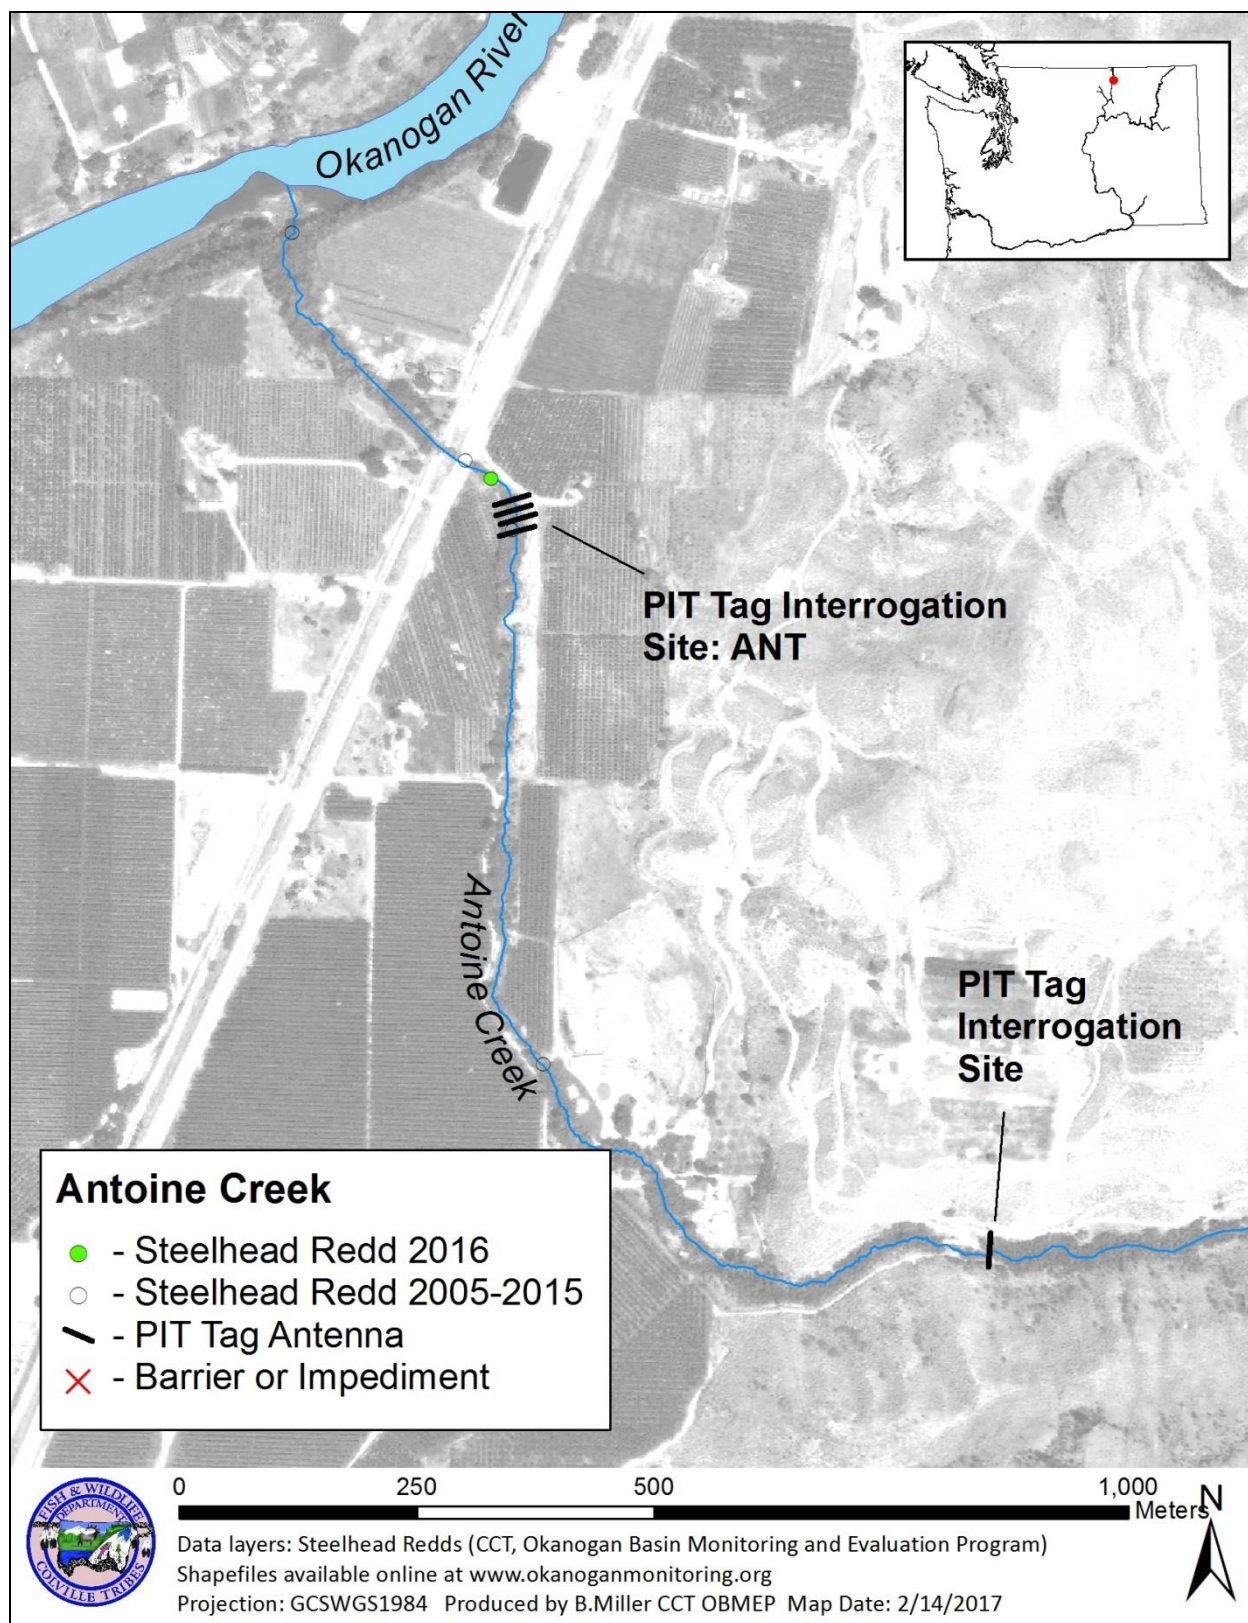 Okanogan River
PIT Tag Interrogation
Site: ANT
Antoine Creek
PIT Tag
Interrogation
Site
Antoine Creek
- Steelhead Redd 2016
- Steelhead Redd 2005-2015
- PIT Tag Antenna
- Barrier or Impediment
FISH & WILDLIFE
DEPARTMENT
COLVILLE TRIBES
0 250 500 1,000
Meters
N
Data layers: Steelhead Redds (CCT, Okanogan Basin Monitoring and Evaluation Program)
Shapefiles available online at www.okanoganmonitoring.org
Projection: GCSWGS1984 Produced by B.Miller CCT OBMEP Map Date: 2/14/2017